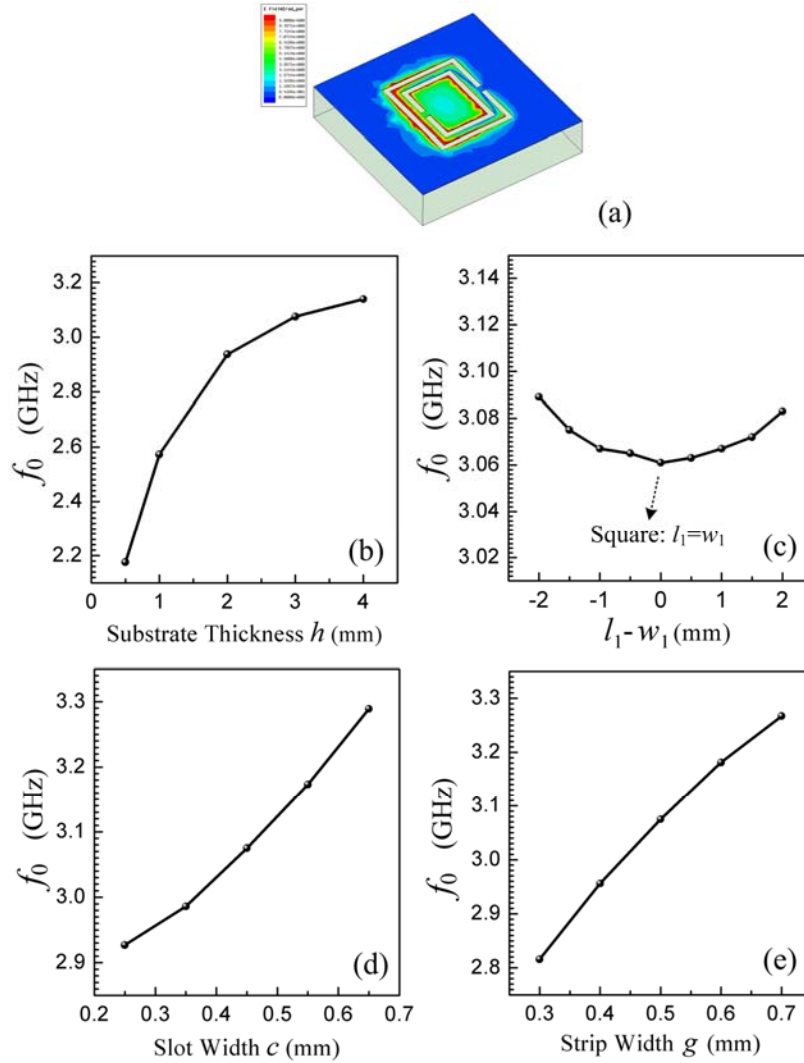 (a)
3.2
3.0
2.8
2.6
2.4
2.2
f0 (GHz)
0 1 2 3 4
Substrate Thickness h (mm)
(b)
3.14
3.12
3.10
3.08
3.06
3.04
3.02
f0 (GHz)
Square: l1=w1
-2 -1 0 1 2
l1-w1 (mm)
(c)
3.3
3.2
3.1
3.0
2.9
f0 (GHz)
0.2 0.3 0.4 0.5 0.6 0.7
Slot Width c (mm)
(d)
3.3
3.2
3.1
3.0
2.9
2.8
f0 (GHz)
0.3 0.4 0.5 0.6 0.7
Strip Width g (mm)
(e)